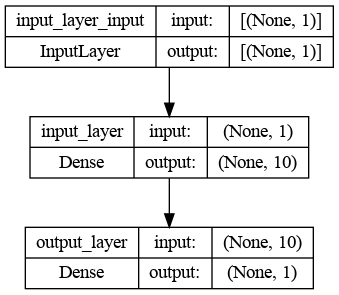 input_layer_input input: [(None, 1)]
InputLayer output: [(None, 1)]
input_layer input: (None, 1)
Dense output: (None, 10)
output_layer input: (None, 10)
Dense output: (None, 1)